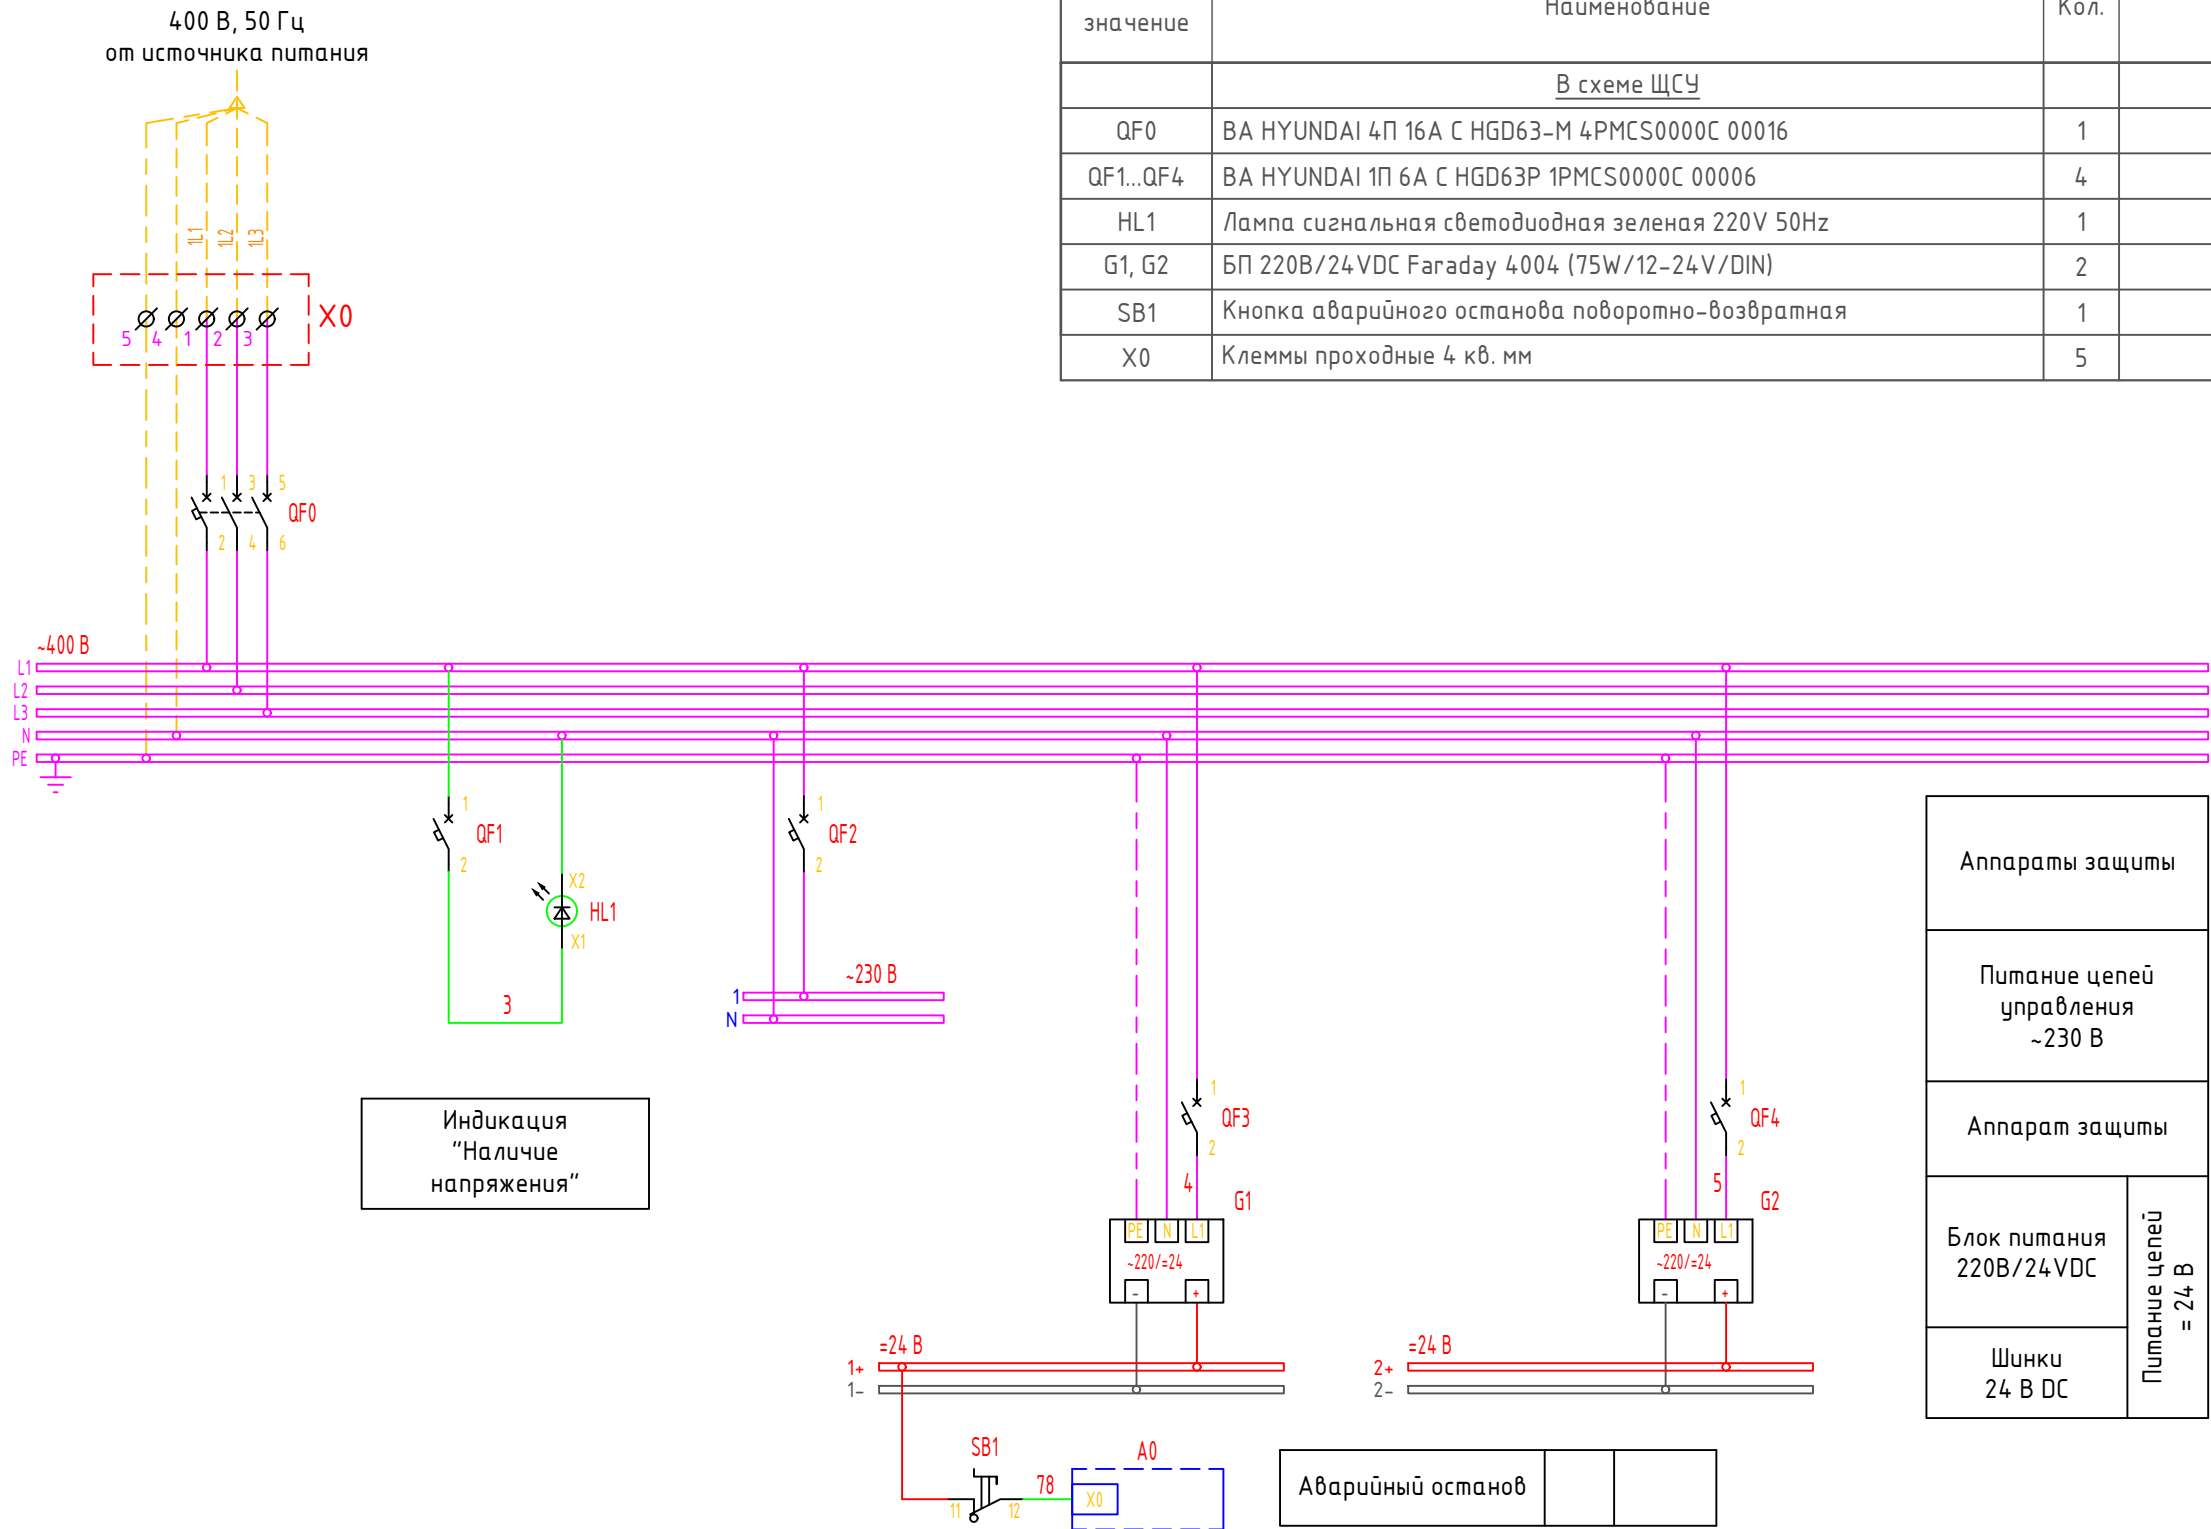 400 В, 50 Гц
от источника питания
значение
Наименование
Кол.
В схеме ЩСУ
QF0
ВА HYUNDAI 4П 16А С HGD63-M 4PMCS0000C 00016
1
QF1...QF4
ВА HYUNDAI 1П 6А С HGD63P 1PMCS0000C 00006
4
HL1
Лампа сигнальная светодиодная зеленая 220V 50Hz
1
G1, G2
БП 220В/24VDC Faraday 4004 (75W/12-24V/DIN)
2
SB1
Кнопка аварийного останова поворотно-возвратная
1
X0
Клеммы проходные 4 кв. мм
5
1L1
1L2
1L3
X0
5
4
1
2
3
1
3
5
QF0
2
4
6
~400 В
L1
L2
L3
N
PE
1
QF1
2
X2
HL1
X1
3
1
QF2
2
~230 В
1
N
Индикация
"Наличие
напряжения"
1
QF3
2
4
G1
PE
N
L1
~220/=24
-
+
1
QF4
2
5
G2
PE
N
L1
~220/=24
-
+
=24 В
1+
1-
=24 В
2+
2-
SB1
11
12
78
A0
X0
Аварийный останов
Аппараты защиты
Питание цепей
управления
~230 В
Аппарат защиты
Блок питания
220В/24VDC
Шинки
24 В DC
Питание цепей
= 24 В